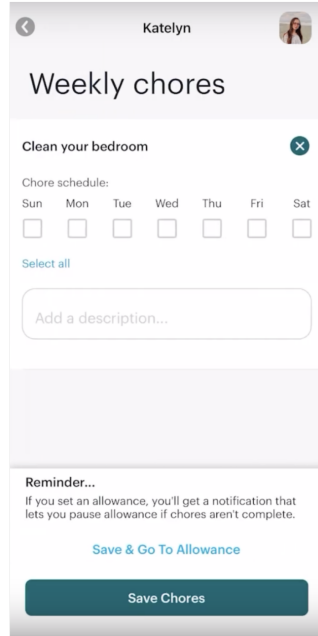 Katelyn
Weekly chores
Clean your bedroom
Chore schedule:
Sun Mon Tue Wed Thu Fri Sat
Select all
Add a description...
Reminder...
If you set an allowance, you'll get a notification that
lets you pause allowance if chores aren't complete.
Save & Go To Allowance
Save Chores